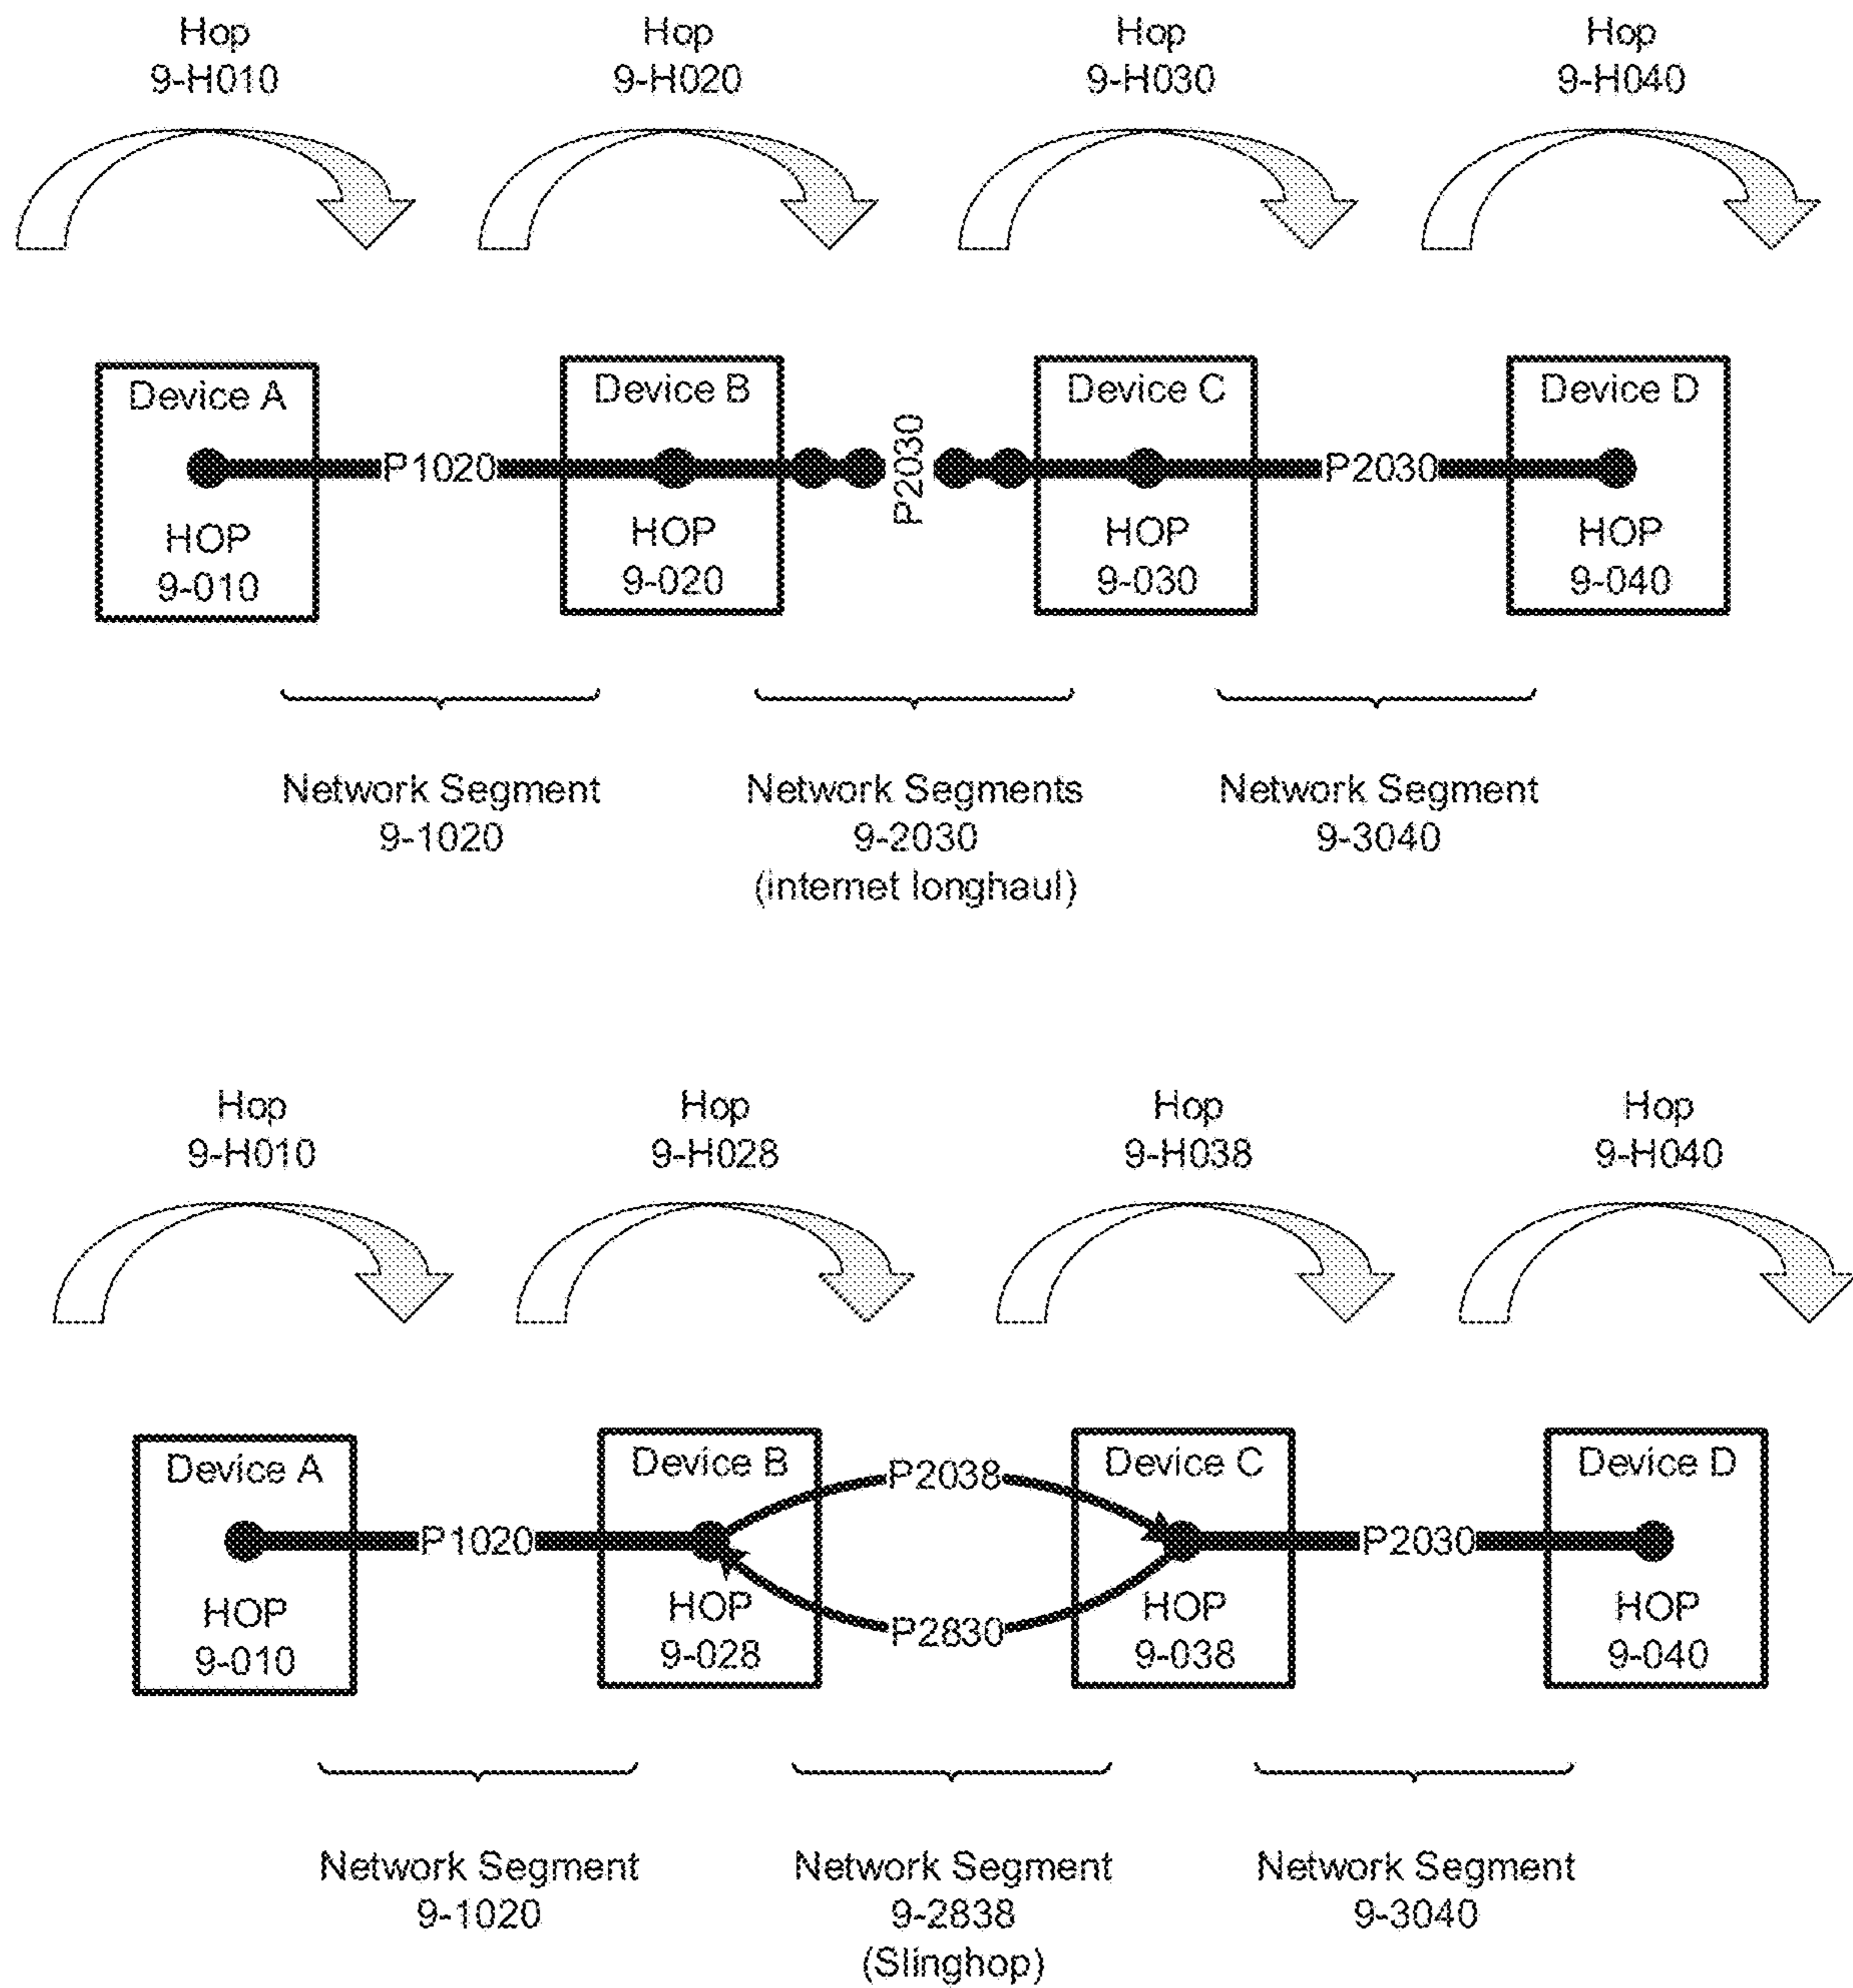 Hop
9-H010
Hop
9-H020
Hop
9-H030
Hop
9-H040
Device A
HOP
9-010
P1020
Device B
HOP
9-020
P2030
Device C
HOP
9-030
P2030
Device D
HOP
9-040
Network Segment
9-1020
Network Segments
9-2030
(internet longhaul)
Network Segment
9-3040
Hop
9-H010
Hop
9-H028
Hop
9-H038
Hop
9-H040
Device A
HOP
9-010
P1020
Device B
HOP
9-028
P2038
P2830
Device C
HOP
9-038
P2030
Device D
HOP
9-040
Network Segment
9-1020
Network Segment
9-2838
(Slinghop)
Network Segment
9-3040